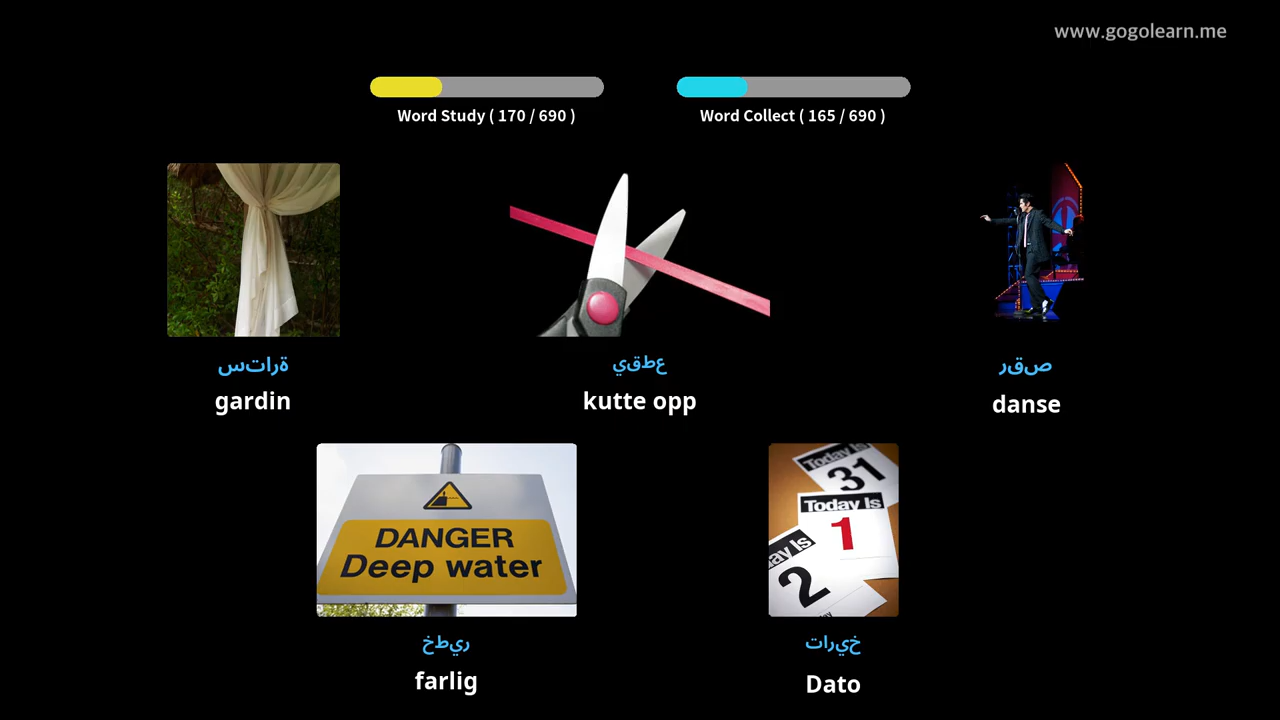 www.gogolearn.me
Word Study ( 170 / 690 )
Word Collect ( 165 / 690 )
ةراتس
gardin
عطقي
kutte opp
صقر
danse
DANGER
Deep water
ريطخ
farlig
Today Is
31
Today Is
1
ay Is
2
خيرات
Dato